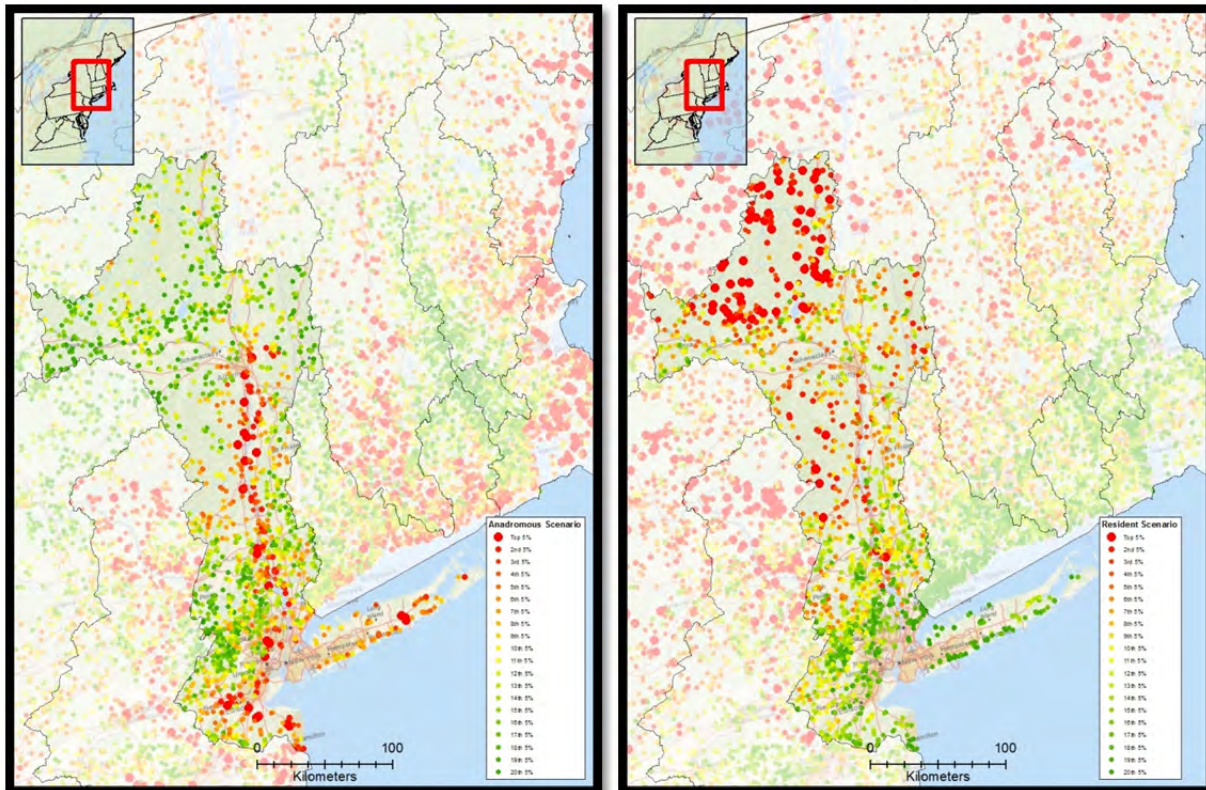 Anadromous Scenario
Top 5%
2nd 5%
3rd 5%
4th 5%
5th 5%
6th 5%
7th 5%
8th 5%
9th 5%
10th 5%
11th 5%
12th 5%
13th 5%
14th 5%
15th 5%
16th 5%
17th 5%
18th 5%
19th 5%
20th 5%
0 100
Kilometers
Resident Scenario
Top 5%
2nd 5%
3rd 5%
4th 5%
5th 5%
6th 5%
7th 5%
8th 5%
9th 5%
10th 5%
11th 5%
12th 5%
13th 5%
14th 5%
15th 5%
16th 5%
17th 5%
18th 5%
19th 5%
20th 5%
0 100
Kilometers